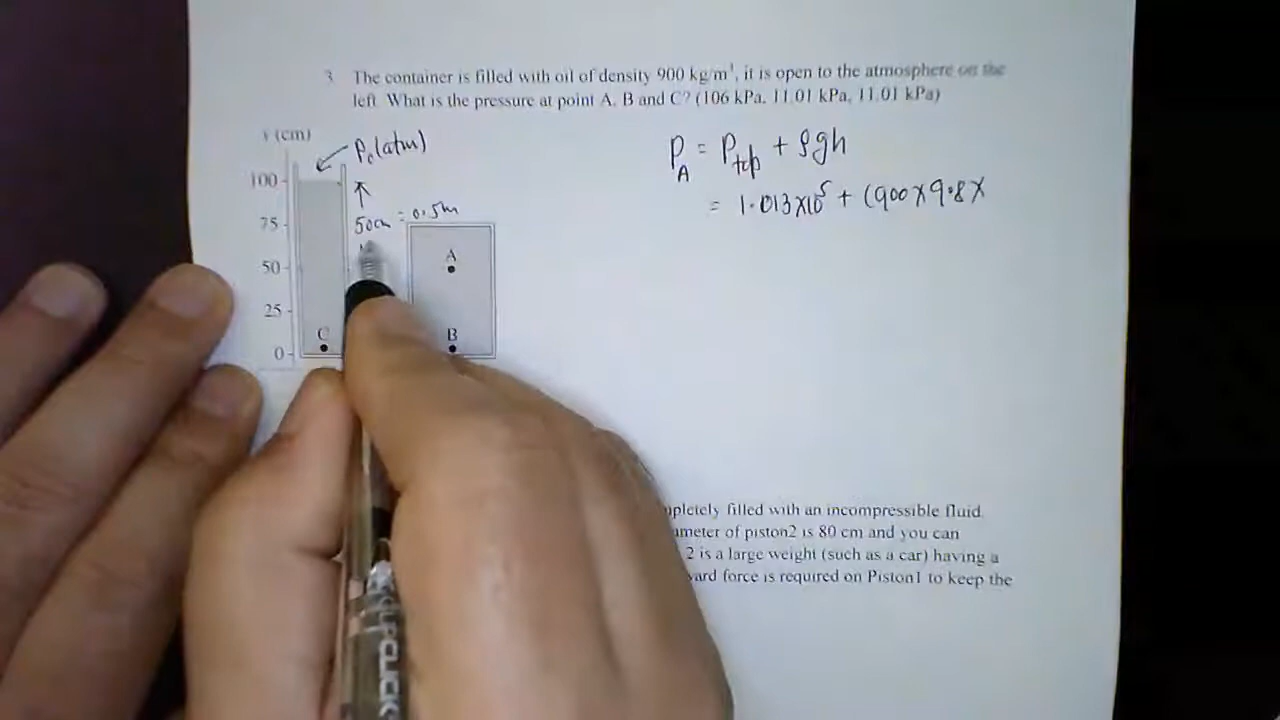 3. The container is filled with oil of density 900 kg/m³, it is open to the atmosphere on the
left. What is the pressure at point A, B and C? (106 kPa, 11.01 kPa, 11.01 kPa)
y (cm)
P₀(atm)
100
75
50
25
0
50cm = 0.5m
A
B
C
P_A = P_top + ρgh
= 1.013×10⁵ + (900×9.8×
pletely filled with an incompressible fluid
ameter of piston2 is 80 cm and you can
2 is a large weight (such as a car) having a
ward force is required on Piston1 to keep the
CLICK